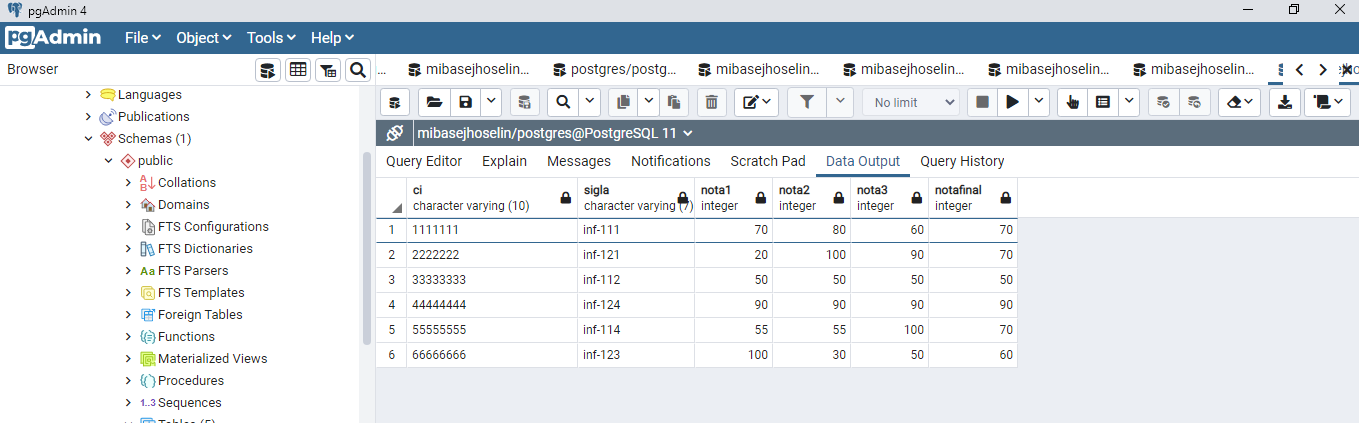 pgAdmin 4
pgAdmin File Object Tools Help
Browser
... mibasejhoselin... postgres/postg... mibasejhoselin... mibasejhoselin... mibasejhoselin... mibasejhoselin...
No limit
mibasejhoselin/postgres@PostgreSQL 11
Query Editor Explain Messages Notifications Scratch Pad Data Output Query History
Languages
Publications
Schemas (1)
public
Collations
Domains
FTS Configurations
FTS Dictionaries
Aa FTS Parsers
FTS Templates
Foreign Tables
Functions
Materialized Views
Procedures
1..3 Sequences
Tables (5)
ci sigla nota1 nota2 nota3 notafinal
character varying (10) character varying (7) integer integer integer integer
1 1111111 inf-111 70 80 60 70
2 2222222 inf-121 20 100 90 70
3 33333333 inf-112 50 50 50 50
4 44444444 inf-124 90 90 90 90
5 55555555 inf-114 55 55 100 70
6 66666666 inf-123 100 30 50 60